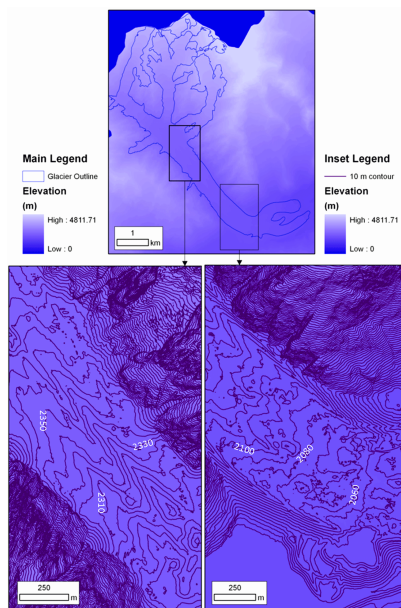 Main Legend
Glacier Outline
Elevation
(m)
High : 4811.71
Low : 0
1
km
Inset Legend
10 m contour
Elevation
(m)
High : 4811.71
Low : 0
2350
2330
2310
250
m
2100
2080
2060
250
m